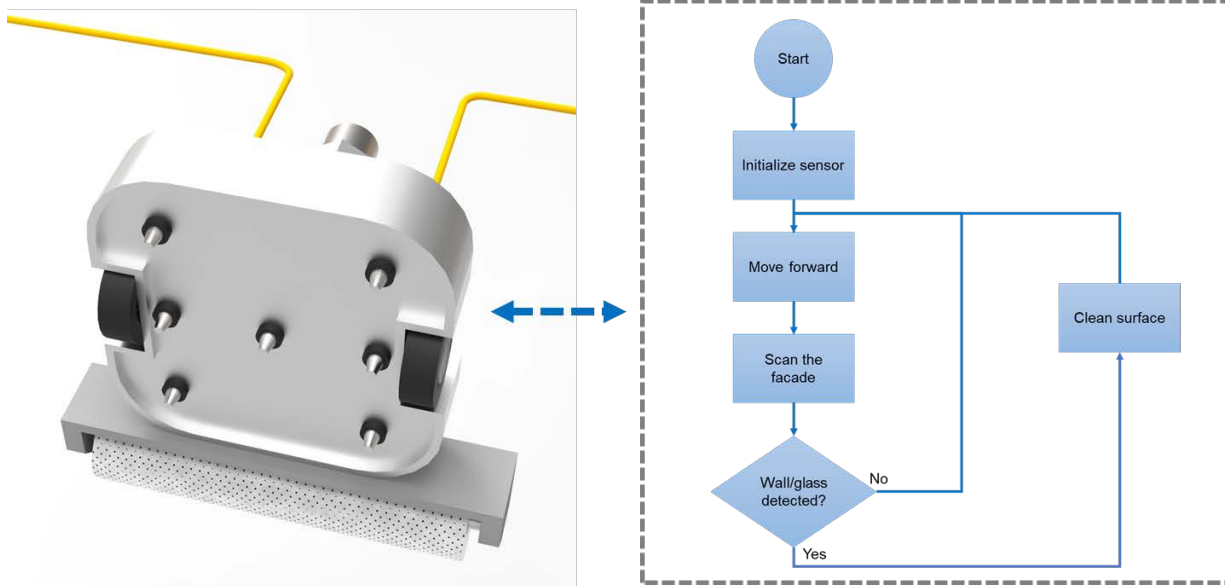 Start
Initialize sensor
Move forward
Scan the
facade
Wall/glass
detected?
No
Yes
Clean surface